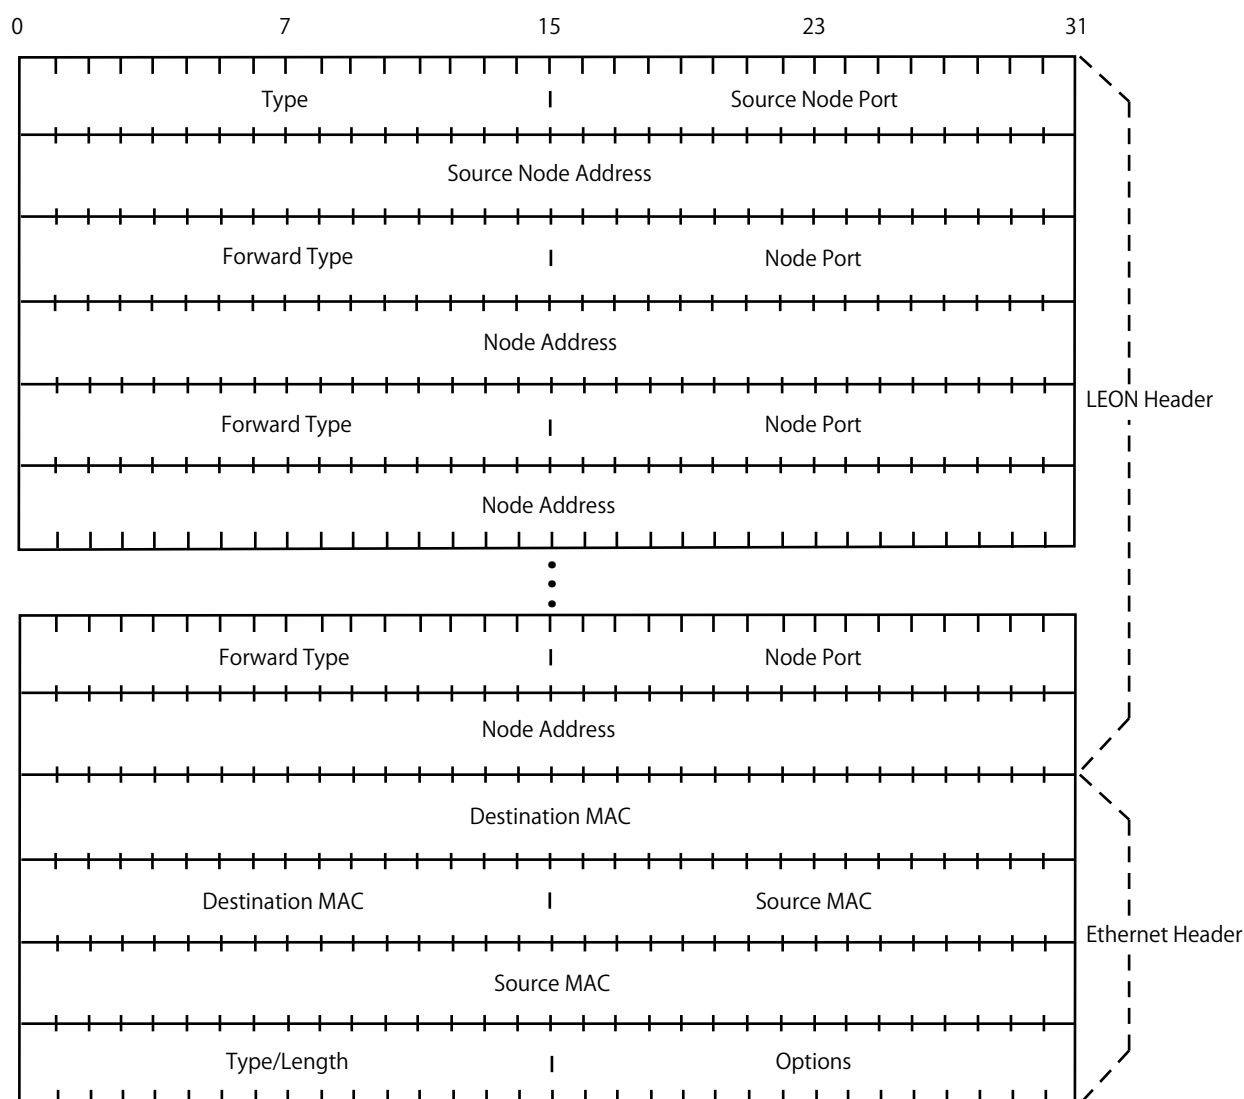 0 7 15 23 31
Type Source Node Port
Source Node Address
Forward Type Node Port
Node Address
LEON Header
Forward Type Node Port
Node Address
Forward Type Node Port
Node Address
Destination MAC
Destination MAC Source MAC
Ethernet Header
Source MAC
Type/Length Options